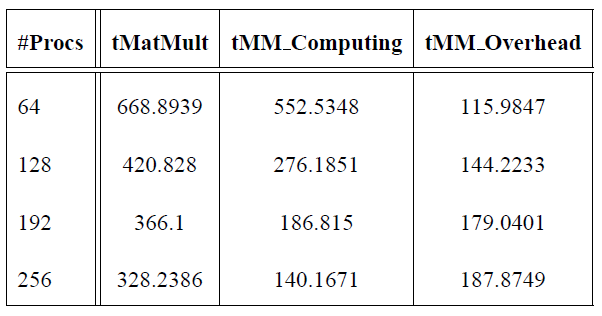 #Procs tMatMult tMM_Computing tMM_Overhead
64 668.8939 552.5348 115.9847
128 420.828 276.1851 144.2233
192 366.1 186.815 179.0401
256 328.2386 140.1671 187.8749